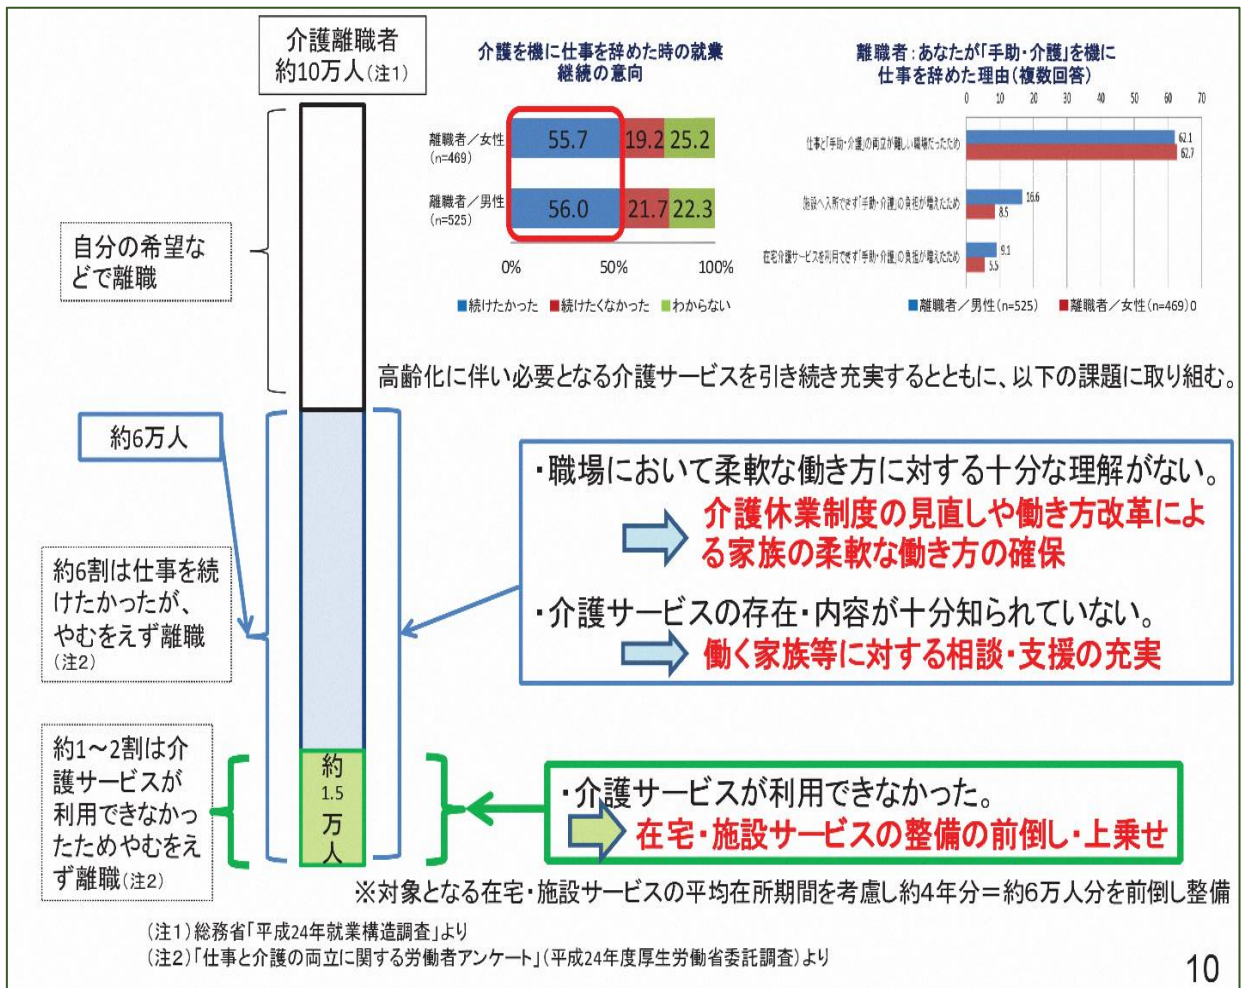 介護離職者
約10万人(注1)
介護を機に仕事を辞めた時の就業
継続の意向
離職者／女性
(n=469)
55.7
19.2
25.2
離職者／男性
(n=525)
56.0
21.7
22.3
0%
50%
100%
■続けたかった ■続けたくなかった ■わからない
離職者：あなたが「手助・介護」を機に
仕事を辞めた理由(複数回答)
0 10 20 30 40 50 60 70
仕事と「手助・介護」の両立が難しい職場だったため
62.1
62.7
施設へ入所できず「手助・介護」の負担が増えたため
16.6
8.5
在宅介護サービスを利用できず「手助・介護」の負担が増えたため
9.1
5.5
■離職者／男性(n=525) ■離職者／女性(n=469)0
自分の希望な
どで離職
高齢化に伴い必要となる介護サービスを引き続き充実するとともに、以下の課題に取り組む。
約6万人
・職場において柔軟な働き方に対する十分な理解がない。
介護休業制度の見直しや働き方改革によ
る家族の柔軟な働き方の確保
・介護サービスの存在・内容が十分知られていない。
働く家族等に対する相談・支援の充実
約6割は仕事を続
けたかったが、
やむをえず離職
(注2)
約1～2割は介
護サービスが
利用できなかっ
たためやむをえ
ず離職(注2)
約
1.5
万
人
・介護サービスが利用できなかった。
在宅・施設サービスの整備の前倒し・上乗せ
※対象となる在宅・施設サービスの平均在所期間を考慮し約4年分＝約6万人分を前倒し整備
(注1)総務省「平成24年就業構造調査」より
(注2)「仕事と介護の両立に関する労働者アンケート」(平成24年度厚生労働省委託調査)より
10